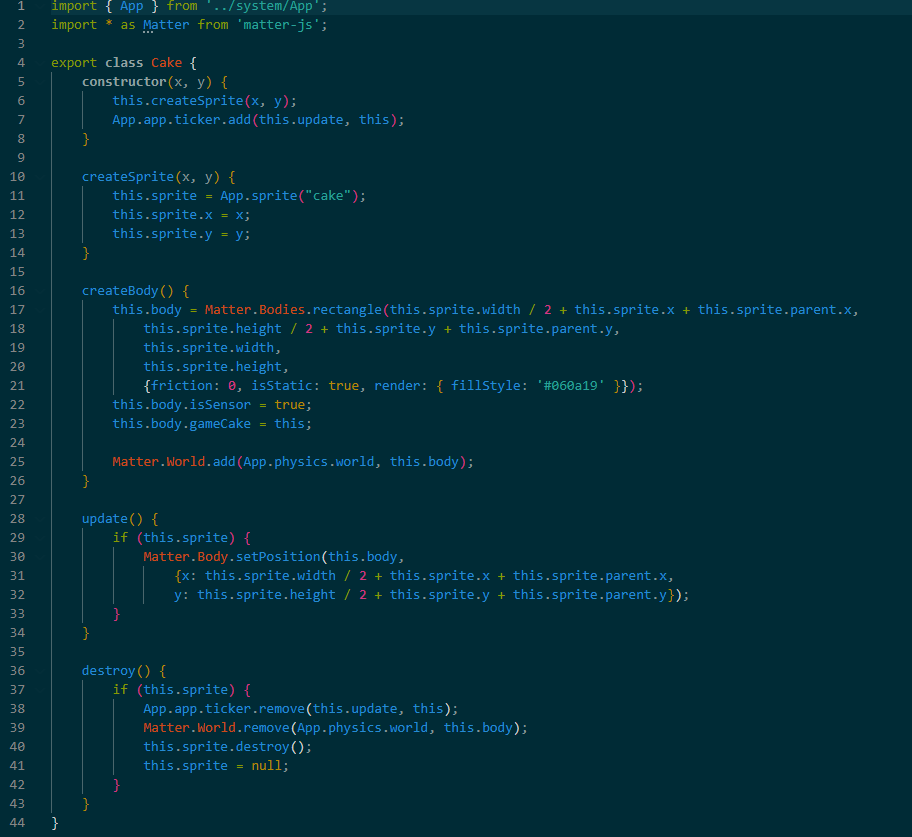 1 import { App } from '../system/App';
2 import * as Matter from 'matter-js';
3
4 export class Cake {
5     constructor(x, y) {
6         this.createSprite(x, y);
7         App.app.ticker.add(this.update, this);
8     }
9
10     createSprite(x, y) {
11         this.sprite = App.sprite("cake");
12         this.sprite.x = x;
13         this.sprite.y = y;
14     }
15
16     createBody() {
17         this.body = Matter.Bodies.rectangle(this.sprite.width / 2 + this.sprite.x + this.sprite.parent.x,
18             this.sprite.height / 2 + this.sprite.y + this.sprite.parent.y,
19             this.sprite.width,
20             this.sprite.height,
21             {friction: 0, isStatic: true, render: { fillStyle: '#060a19' }});
22         this.body.isSensor = true;
23         this.body.gameCake = this;
24
25         Matter.World.add(App.physics.world, this.body);
26     }
27
28     update() {
29         if (this.sprite) {
30             Matter.Body.setPosition(this.body,
31                 {x: this.sprite.width / 2 + this.sprite.x + this.sprite.parent.x,
32                 y: this.sprite.height / 2 + this.sprite.y + this.sprite.parent.y});
33         }
34     }
35
36     destroy() {
37         if (this.sprite) {
38             App.app.ticker.remove(this.update, this);
39             Matter.World.remove(App.physics.world, this.body);
40             this.sprite.destroy();
41             this.sprite = null;
42         }
43     }
44 }